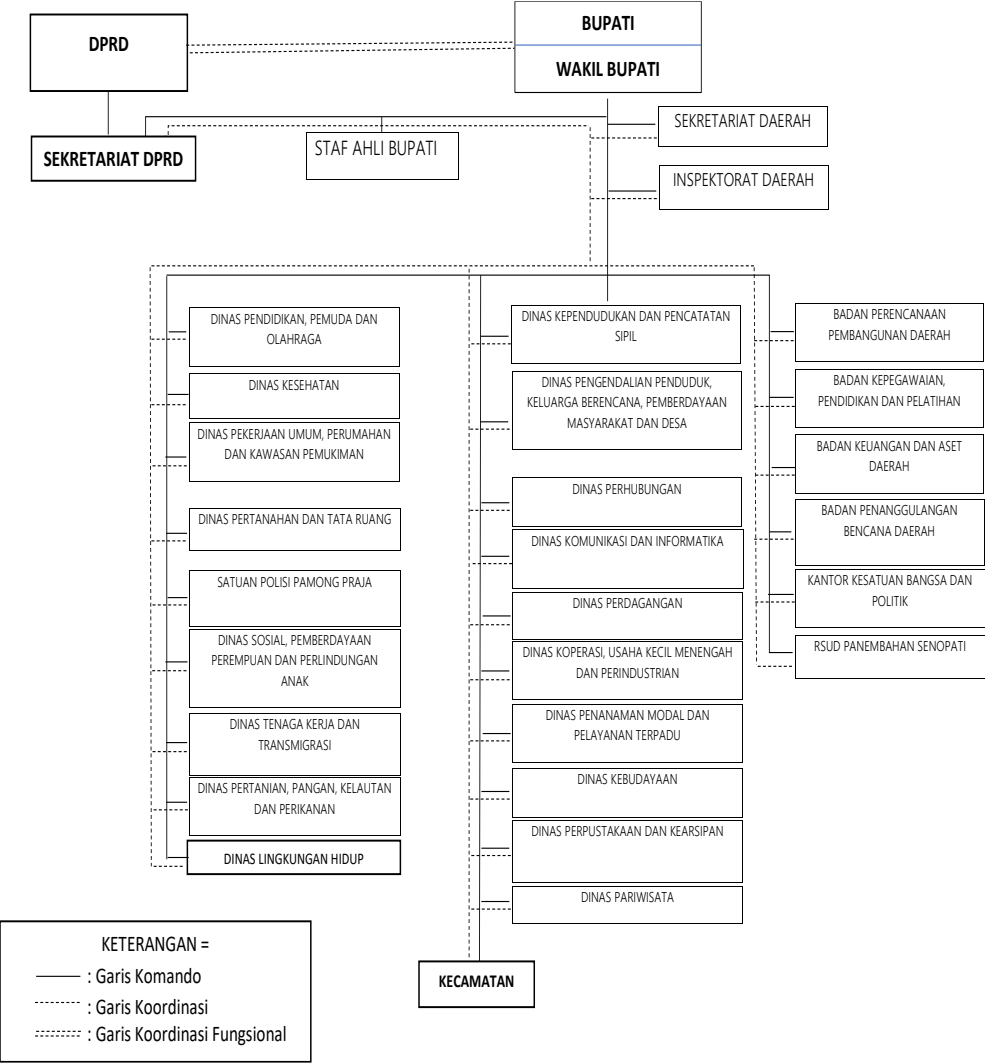 DPRD
BUPATI
WAKIL BUPATI
SEKRETARIAT DPRD
STAF AHLI BUPATI
SEKRETARIAT DAERAH
INSPEKTORAT DAERAH
DINAS PENDIDIKAN, PEMUDA DAN
OLAHRAGA
DINAS KESEHATAN
DINAS PEKERJAAN UMUM, PERUMAHAN
DAN KAWASAN PEMUKIMAN
DINAS PERTANAHAN DAN TATA RUANG
SATUAN POLISI PAMONG PRAJA
DINAS SOSIAL, PEMBERDAYAAN
PEREMPUAN DAN PERLINDUNGAN
ANAK
DINAS TENAGA KERJA DAN
TRANSMIGRASI
DINAS PERTANIAN, PANGAN, KELAUTAN
DAN PERIKANAN
DINAS LINGKUNGAN HIDUP
DINAS KEPENDUDUKAN DAN PENCATATAN
SIPIL
DINAS PENGENDALIAN PENDUDUK,
KELUARGA BERENCANA, PEMBERDAYAAN
MASYARAKAT DAN DESA
DINAS PERHUBUNGAN
DINAS KOMUNIKASI DAN INFORMATIKA
DINAS PERDAGANGAN
DINAS KOPERASI, USAHA KECIL MENENGAH
DAN PERINDUSTRIAN
DINAS PENANAMAN MODAL DAN
PELAYANAN TERPADU
DINAS KEBUDAYAAN
DINAS PERPUSTAKAAN DAN KEARSIPAN
DINAS PARIWISATA
KECAMATAN
BADAN PERENCANAAN
PEMBANGUNAN DAERAH
BADAN KEPEGAWAIAN,
PENDIDIKAN DAN PELATIHAN
BADAN KEUANGAN DAN ASET
DAERAH
BADAN PENANGGULANGAN
BENCANA DAERAH
KANTOR KESATUAN BANGSA DAN
POLITIK
RSUD PANEMBAHAN SENOPATI
KETERANGAN =
: Garis Komando
: Garis Koordinasi
: Garis Koordinasi Fungsional